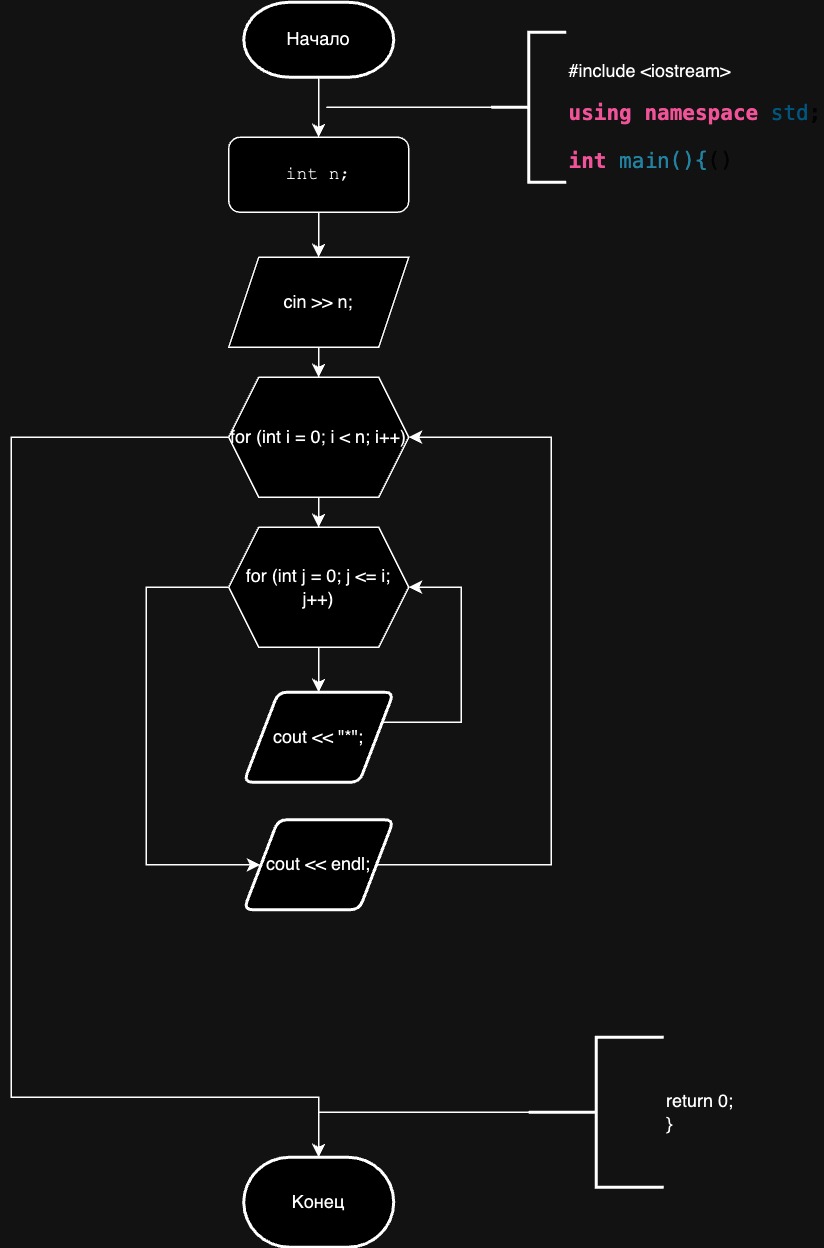 Начало
#include <iostream>
using namespace std;
int main(){()
int n;
cin >> n;
for (int i = 0; i < n; i++)
for (int j = 0; j <= i;
j++)
cout << "*";
cout << endl;
return 0;
}
Конец